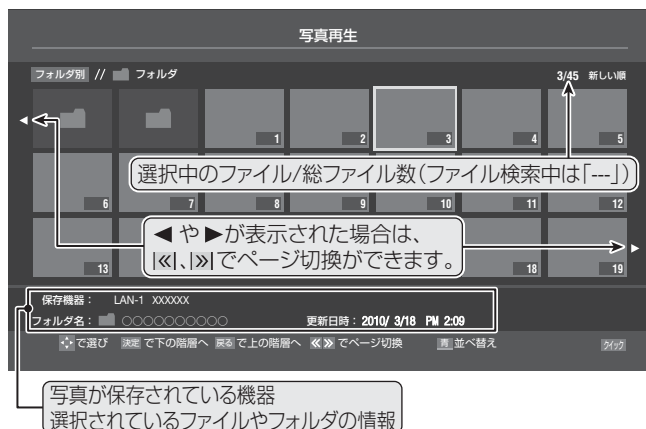 写真再生
フォルダ別 // フォルダ 3/45 新しい順
1 2 3 4 5
選択中のファイル/総ファイル数(ファイル検索中は「---」)
6 7 8 9 10 11 12
◀ や ▶が表示された場合は、
|≪|、|≫|でページ切換ができます。
13 18 19
保存機器： LAN-1 XXXXXX
フォルダ名： ○○○○○○○○○○ 更新日時：2010/ 3/18 PM 2:09
で選び 決定 で下の階層へ 戻る で上の階層へ ≪≫ でページ切換 青 並べ替え クイック
写真が保存されている機器
選択されているファイルやフォルダの情報